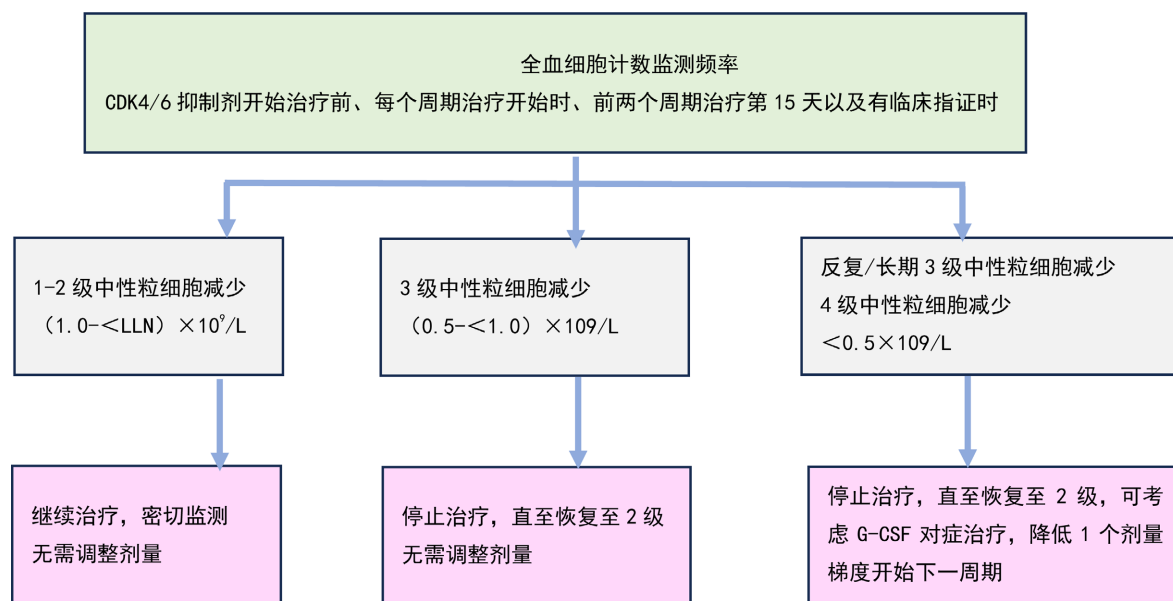 全血细胞计数监测频率
CDK4/6 抑制剂开始治疗前、每个周期治疗开始时、前两个周期治疗第 15 天以及有临床指证时
1-2 级中性粒细胞减少
（1.0-＜LLN）×10⁹/L
3 级中性粒细胞减少
（0.5-＜1.0）×109/L
反复/长期 3 级中性粒细胞减少
4 级中性粒细胞减少
＜0.5×109/L
继续治疗，密切监测
无需调整剂量
停止治疗，直至恢复至 2 级
无需调整剂量
停止治疗，直至恢复至 2 级，可考
虑 G-CSF 对症治疗，降低 1 个剂量
梯度开始下一周期